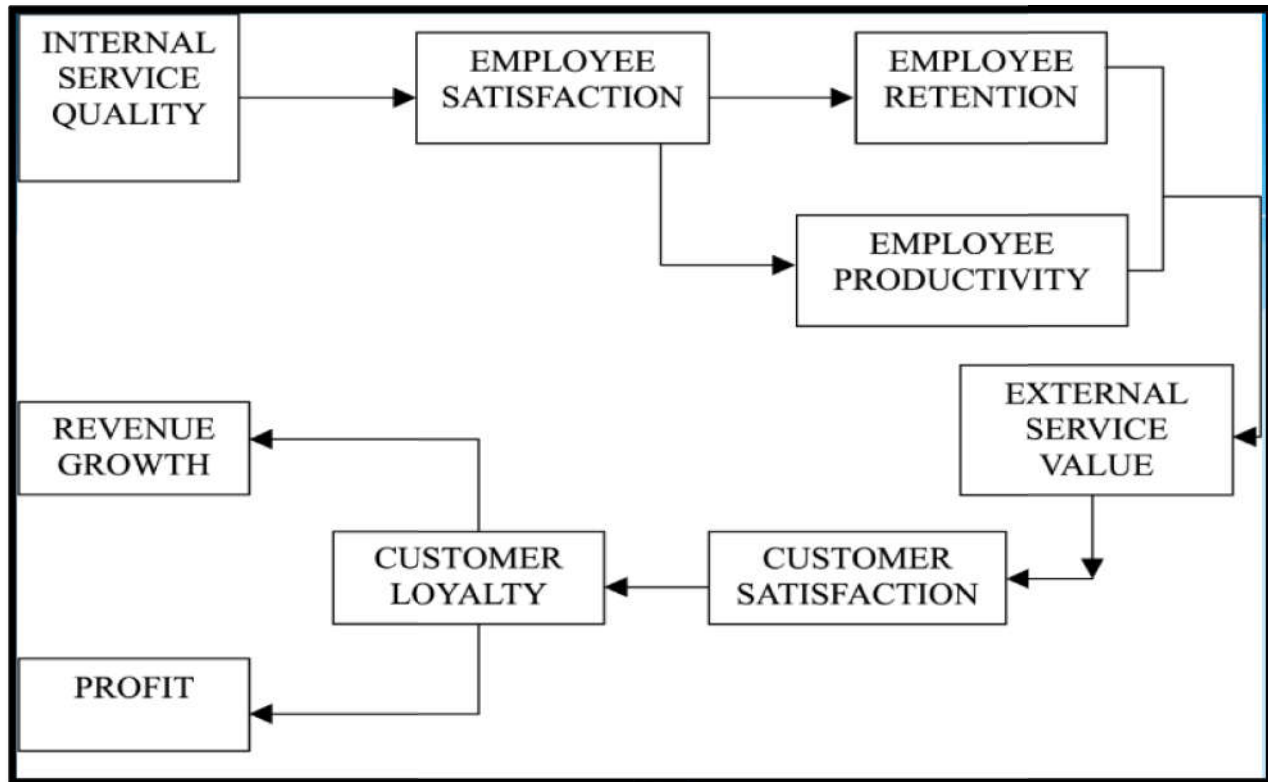 INTERNAL
SERVICE
QUALITY
EMPLOYEE
SATISFACTION
EMPLOYEE
RETENTION
EMPLOYEE
PRODUCTIVITY
EXTERNAL
SERVICE
VALUE
REVENUE
GROWTH
CUSTOMER
LOYALTY
CUSTOMER
SATISFACTION
PROFIT